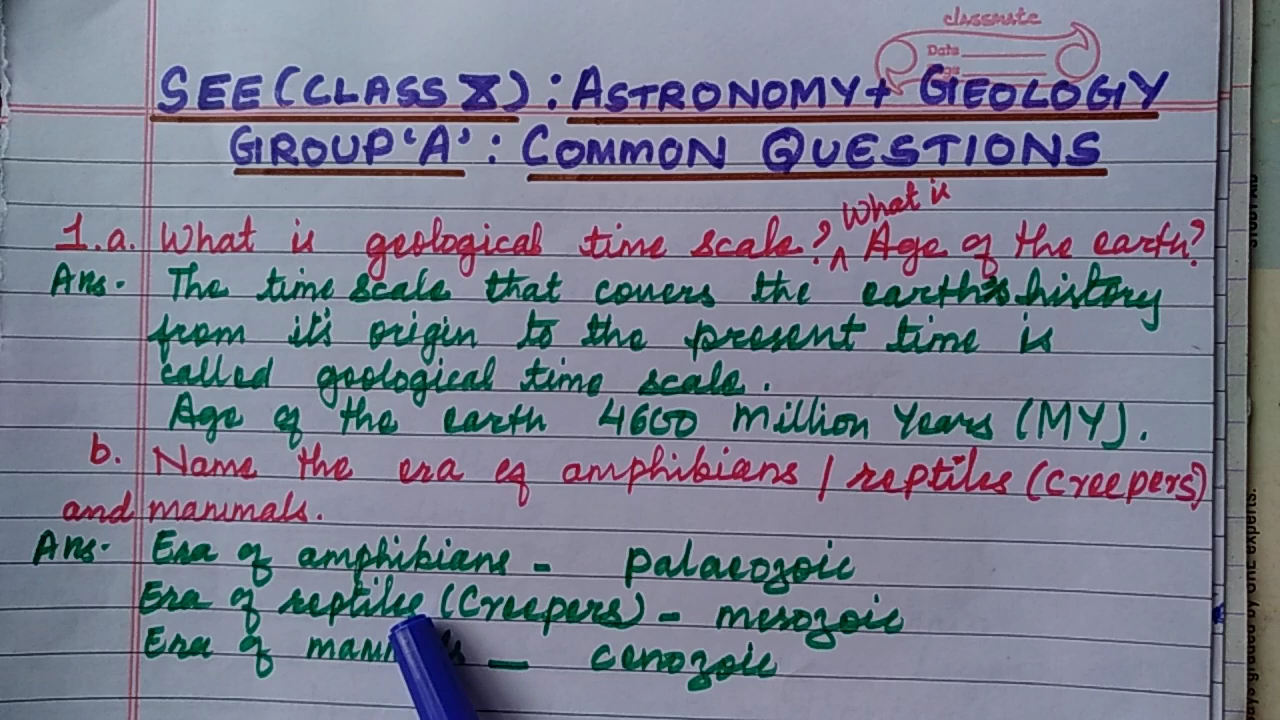 classmate
Date
SEE (CLASS X) : ASTRONOMY + GEOLOGY
GROUP 'A' : COMMON QUESTIONS
What is
1.a. What is geological time scale? ^ Age of the earth?
Ans. The time scale that covers the earth's history
from it's origin to the present time is
called geological time scale.
Age of the earth 4600 Million Years (MY).
b. Name the era of amphibians / reptiles (creepers)
and mammals.
Ans. Era of amphibians - Palaeozoic
Era of reptiles (Creepers) - mesozoic
Era of - cenozoic